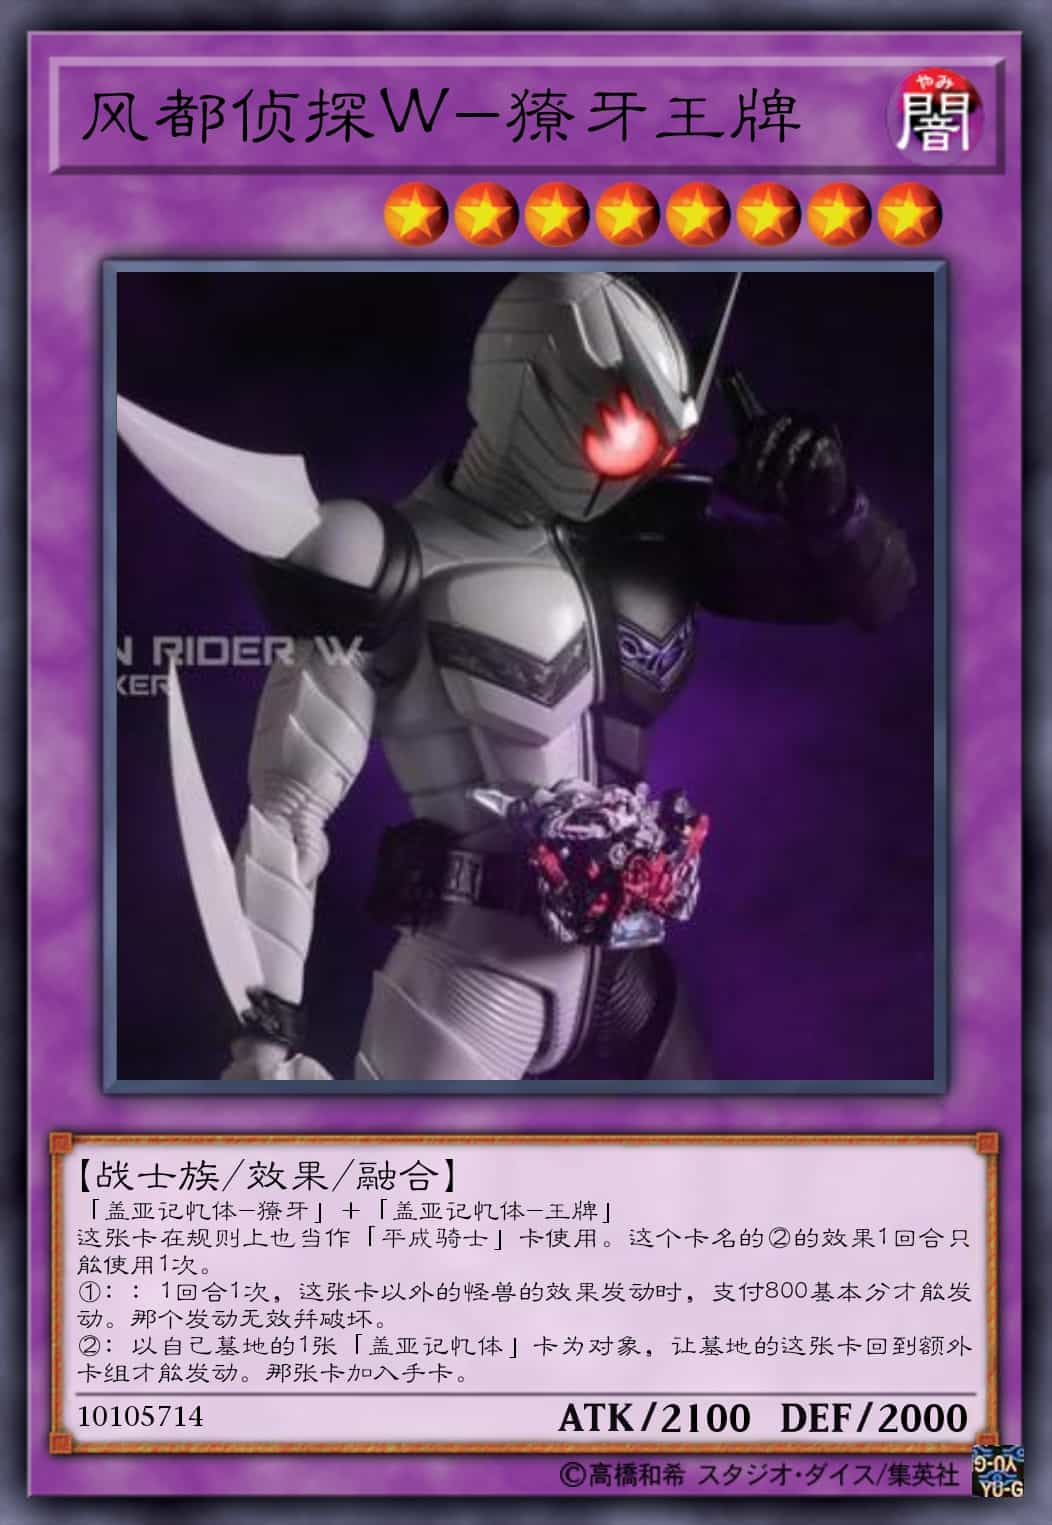 风都侦探W-獠牙王牌
やみ
闇
N RIDER W
KER
【战士族/效果/融合】
「盖亚记忆体-獠牙」+「盖亚记忆体-王牌」
这张卡在规则上也当作「平成骑士」卡使用。这个卡名的②的效果1回合只
能使用1次。
①：：1回合1次，这张卡以外的怪兽的效果发动时，支付800基本分才能发
动。那个发动无效并破坏。
②：以自己墓地的1张「盖亚记忆体」卡为对象，让墓地的这张卡回到额外
卡组才能发动。那张卡加入手卡。
10105714 ATK/2100 DEF/2000
©高橋和希 スタジオ・ダイス/集英社